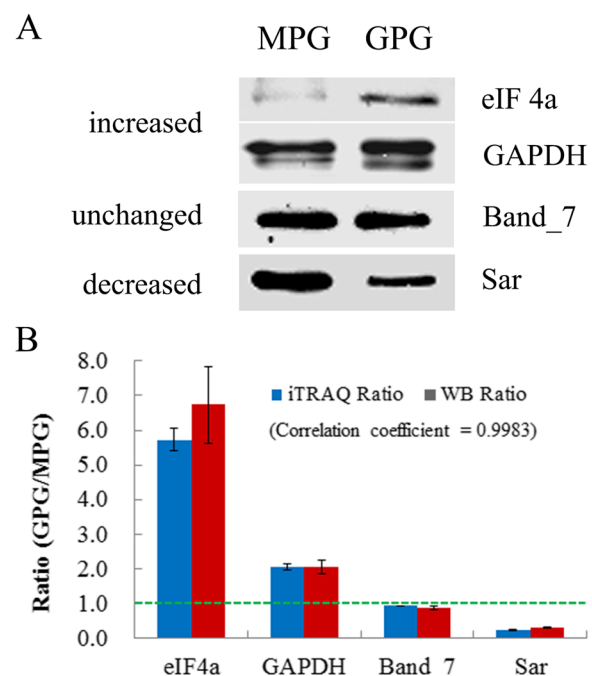 A
MPG GPG
increased
eIF 4a
GAPDH
unchanged
Band_7
decreased
Sar
B
8.0
7.0
6.0
5.0
4.0
3.0
2.0
1.0
0.0
Ratio (GPG/MPG)
iTRAQ Ratio WB Ratio
(Correlation coefficient = 0.9983)
eIF4a GAPDH Band_7 Sar